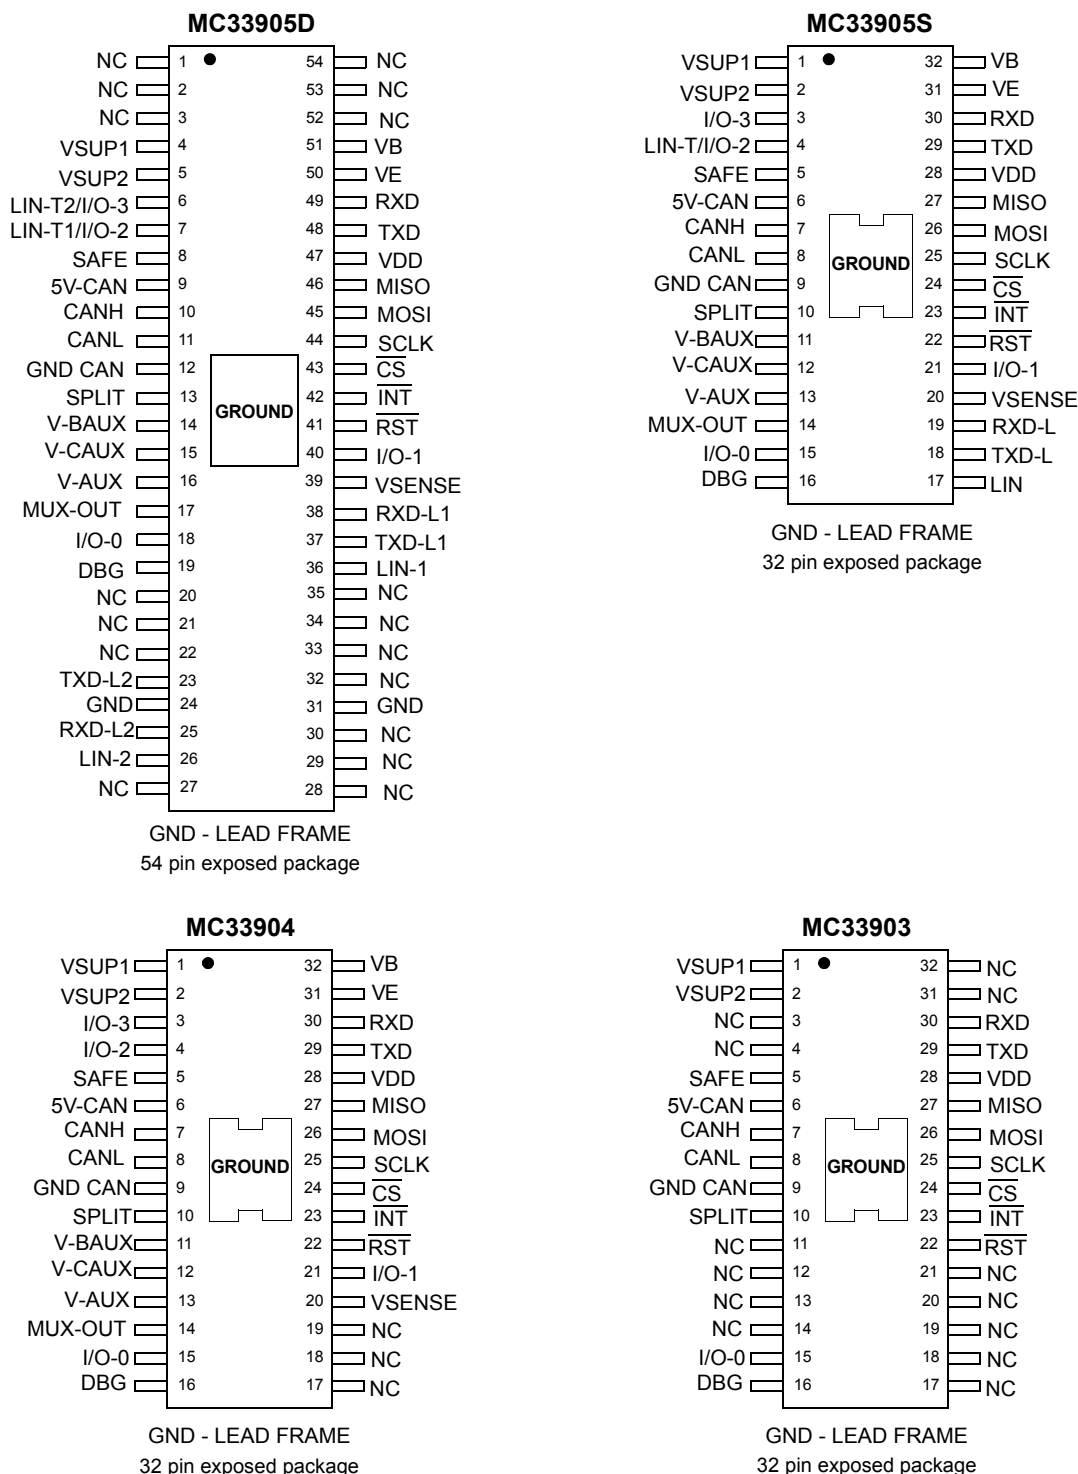 MC33905D
NC 1 54 NC
NC 2 53 NC
NC 3 52 NC
VSUP1 4 51 VB
VSUP2 5 50 VE
LIN-T2/I/O-3 6 49 RXD
LIN-T1/I/O-2 7 48 TXD
SAFE 8 47 VDD
5V-CAN 9 46 MISO
CANH 10 45 MOSI
CANL 11 44 SCLK
GND CAN 12 43 CS
SPLIT 13 42 INT
GROUND
V-BAUX 14 41 RST
V-CAUX 15 40 I/O-1
V-AUX 16 39 VSENSE
MUX-OUT 17 38 RXD-L1
I/O-0 18 37 TXD-L1
DBG 19 36 LIN-1
NC 20 35 NC
NC 21 34 NC
NC 22 33 NC
TXD-L2 23 32 NC
GND 24 31 GND
RXD-L2 25 30 NC
LIN-2 26 29 NC
NC 27 28 NC
GND - LEAD FRAME
54 pin exposed package
MC33905S
VSUP1 1 32 VB
VSUP2 2 31 VE
I/O-3 3 30 RXD
LIN-T/I/O-2 4 29 TXD
SAFE 5 28 VDD
5V-CAN 6 27 MISO
CANH 7 26 MOSI
CANL 8 25 SCLK
GROUND
GND CAN 9 24 CS
SPLIT 10 23 INT
V-BAUX 11 22 RST
V-CAUX 12 21 I/O-1
V-AUX 13 20 VSENSE
MUX-OUT 14 19 RXD-L
I/O-0 15 18 TXD-L
DBG 16 17 LIN
GND - LEAD FRAME
32 pin exposed package
MC33904
VSUP1 1 32 VB
VSUP2 2 31 VE
I/O-3 3 30 RXD
I/O-2 4 29 TXD
SAFE 5 28 VDD
5V-CAN 6 27 MISO
CANH 7 26 MOSI
CANL 8 GROUND 25 SCLK
GND CAN 9 24 CS
SPLIT 10 23 INT
V-BAUX 11 22 RST
V-CAUX 12 21 I/O-1
V-AUX 13 20 VSENSE
MUX-OUT 14 19 NC
I/O-0 15 18 NC
DBG 16 17 NC
GND - LEAD FRAME
32 pin exposed package
MC33903
VSUP1 1 32 NC
VSUP2 2 31 NC
NC 3 30 RXD
NC 4 29 TXD
SAFE 5 28 VDD
5V-CAN 6 27 MISO
CANH 7 26 MOSI
CANL 8 GROUND 25 SCLK
GND CAN 9 24 CS
SPLIT 10 23 INT
NC 11 22 RST
NC 12 21 NC
NC 13 20 NC
NC 14 19 NC
I/O-0 15 18 NC
DBG 16 17 NC
GND - LEAD FRAME
32 pin exposed package